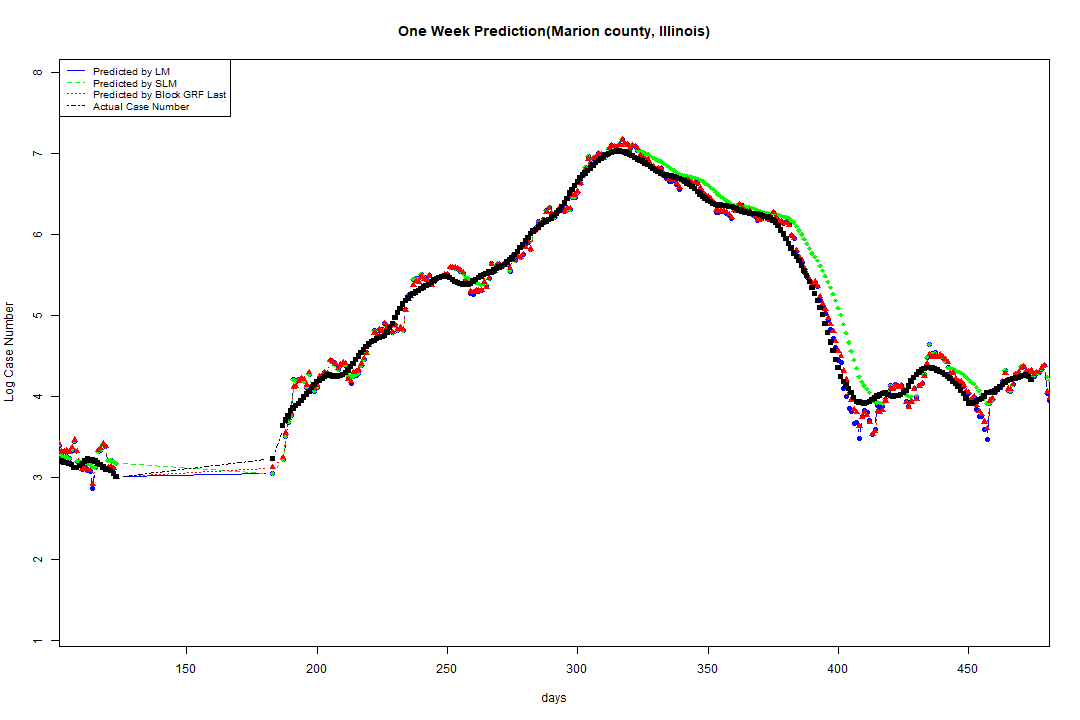 One Week Prediction(Marion county, Illinois)
Predicted by LM
Predicted by SLM
Predicted by Block GRF Last
Actual Case Number
8
7
6
5
4
3
2
1
Log Case Number
150 200 250 300 350 400 450
days